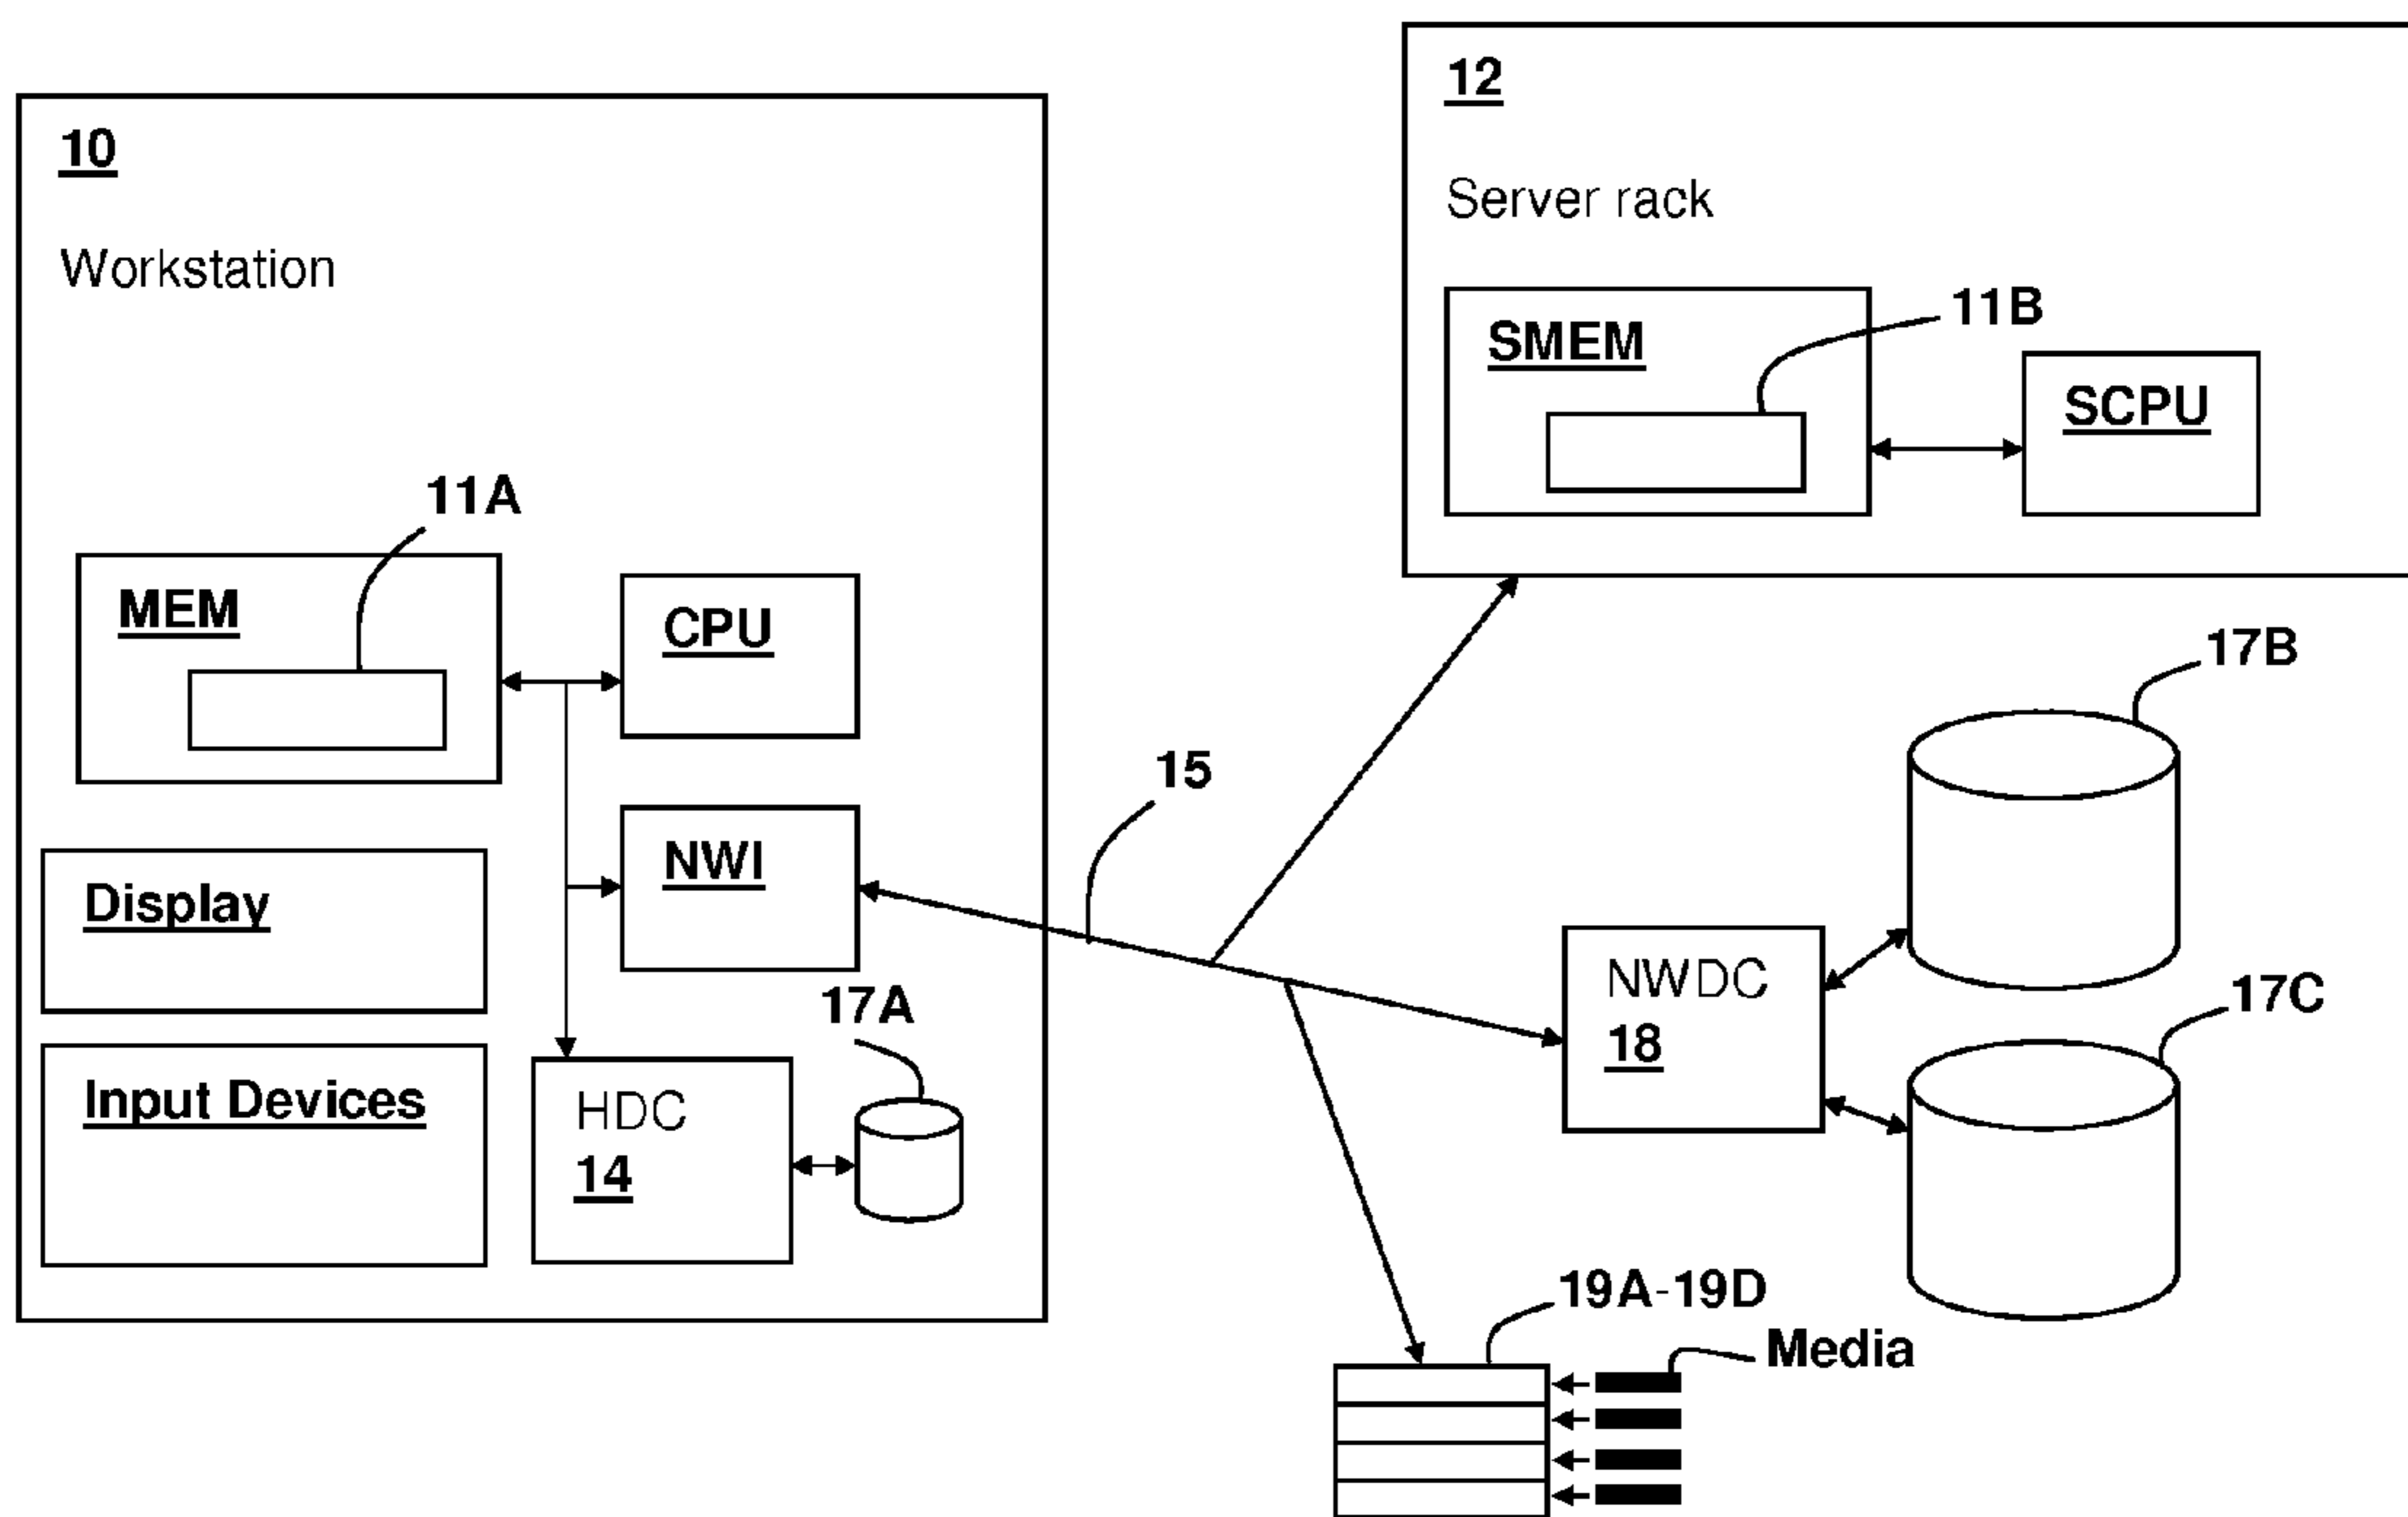 10
Workstation
11A
MEM
CPU
NWI
Display
17A
Input Devices
HDC
14
15
12
Server rack
SMEM
11B
SCPU
17B
NWDC
18
17C
19A-19D
Media